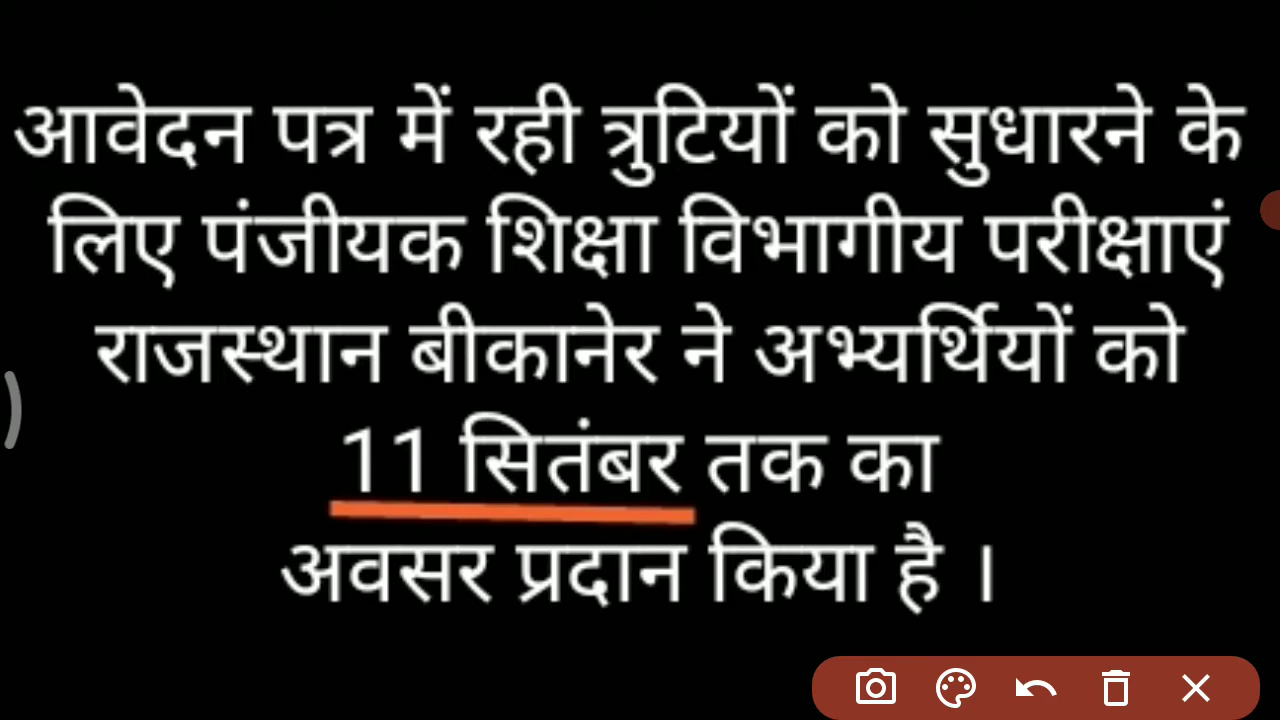 आवेदन पत्र में रही त्रुटियों को सुधारने के
लिए पंजीयक शिक्षा विभागीय परीक्षाएं
राजस्थान बीकानेर ने अभ्यर्थियों को
11 सितंबर तक का
अवसर प्रदान किया है ।